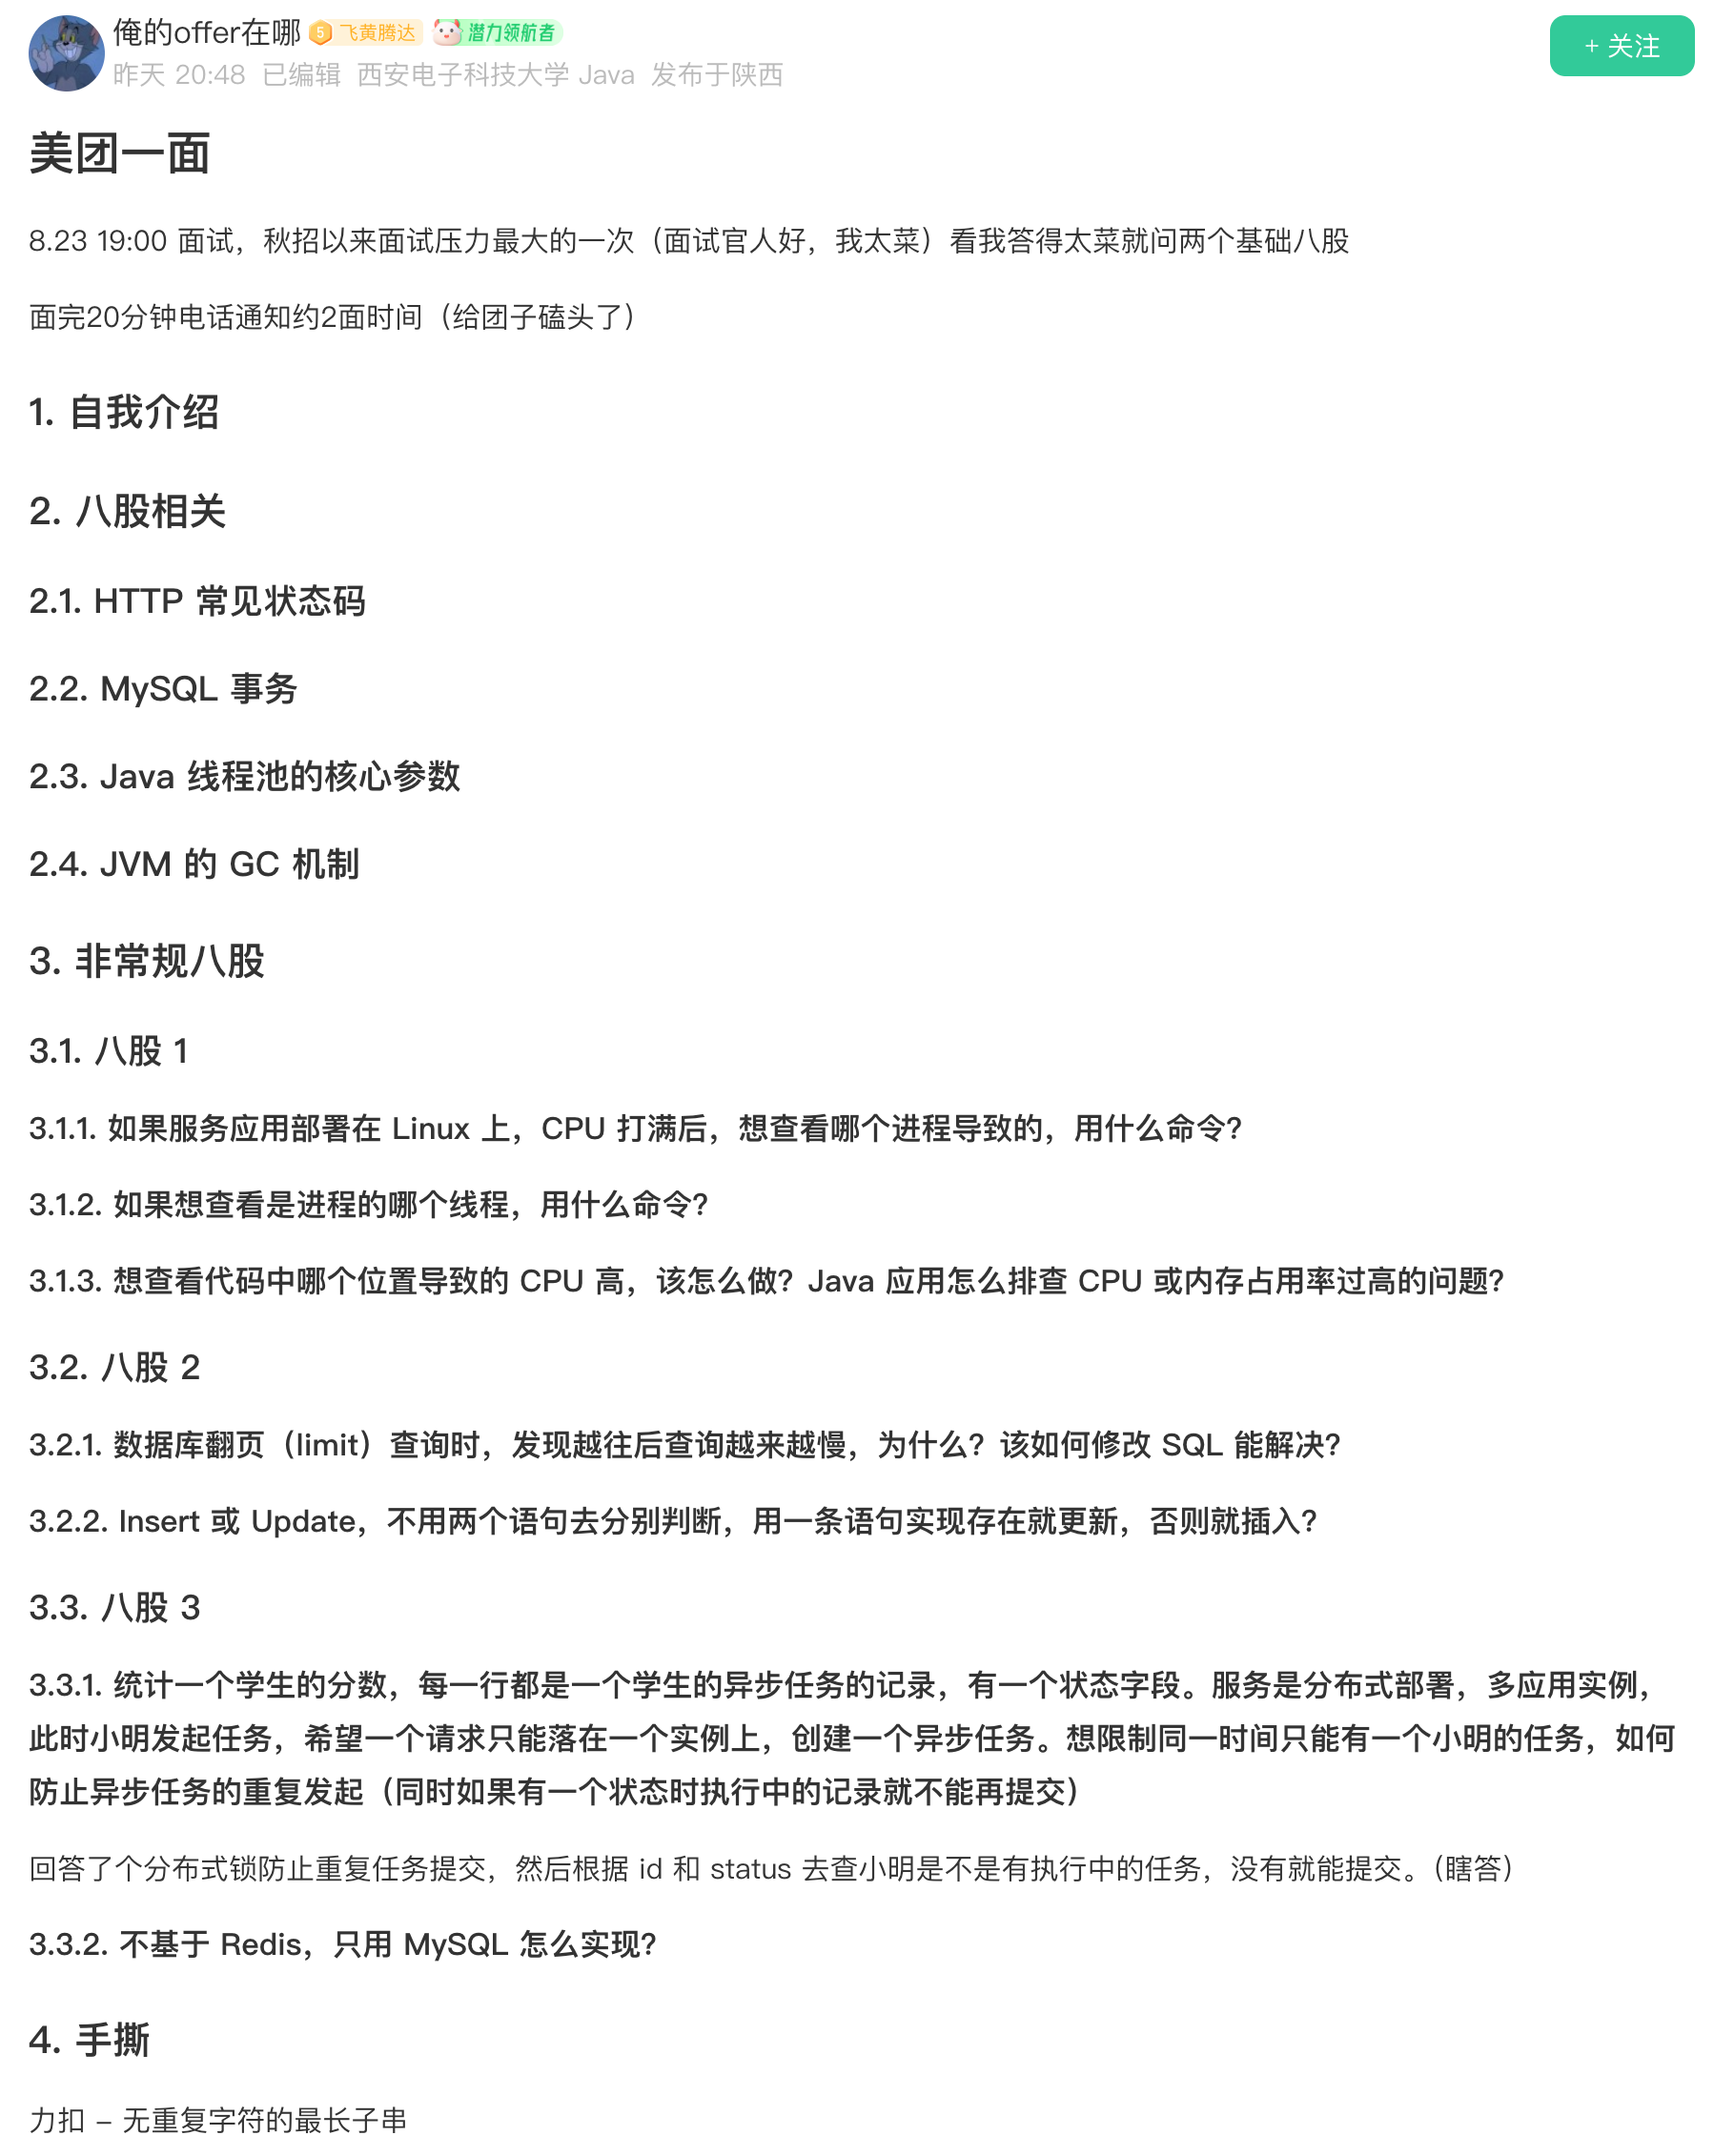 俺的offer在哪 5 飞黄腾达 潜力领航者
+ 关注
昨天 20:48 已编辑 西安电子科技大学 Java 发布于陕西
美团一面
8.23 19:00 面试，秋招以来面试压力最大的一次（面试官人好，我太菜）看我答得太菜就问两个基础八股
面完20分钟电话通知约2面时间（给团子磕头了）
1. 自我介绍
2. 八股相关
2.1. HTTP 常见状态码
2.2. MySQL 事务
2.3. Java 线程池的核心参数
2.4. JVM 的 GC 机制
3. 非常规八股
3.1. 八股 1
3.1.1. 如果服务应用部署在 Linux 上，CPU 打满后，想查看哪个进程导致的，用什么命令？
3.1.2. 如果想查看是进程的哪个线程，用什么命令？
3.1.3. 想查看代码中哪个位置导致的 CPU 高，该怎么做？Java 应用怎么排查 CPU 或内存占用率过高的问题？
3.2. 八股 2
3.2.1. 数据库翻页（limit）查询时，发现越往后查询越来越慢，为什么？该如何修改 SQL 能解决？
3.2.2. Insert 或 Update，不用两个语句去分别判断，用一条语句实现存在就更新，否则就插入？
3.3. 八股 3
3.3.1. 统计一个学生的分数，每一行都是一个学生的异步任务的记录，有一个状态字段。服务是分布式部署，多应用实例，
此时小明发起任务，希望一个请求只能落在一个实例上，创建一个异步任务。想限制同一时间只能有一个小明的任务，如何
防止异步任务的重复发起（同时如果有一个状态时执行中的记录就不能再提交）
回答了个分布式锁防止重复任务提交，然后根据 id 和 status 去查小明是不是有执行中的任务，没有就能提交。（瞎答）
3.3.2. 不基于 Redis，只用 MySQL 怎么实现？
4. 手撕
力扣 – 无重复字符的最长子串